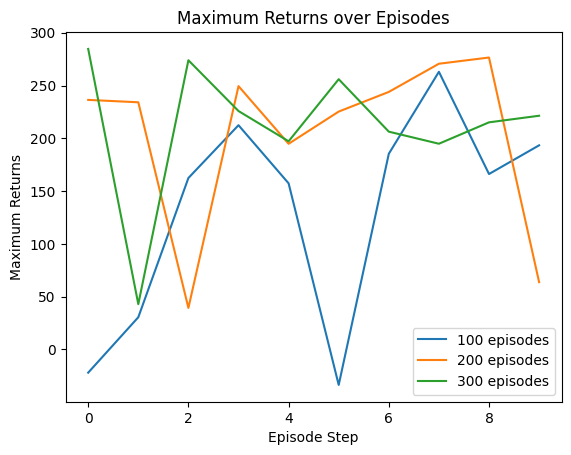 Maximum Returns over Episodes
Maximum Returns
300
250
200
150
100
50
0
0 2 4 6 8
Episode Step
100 episodes
200 episodes
300 episodes